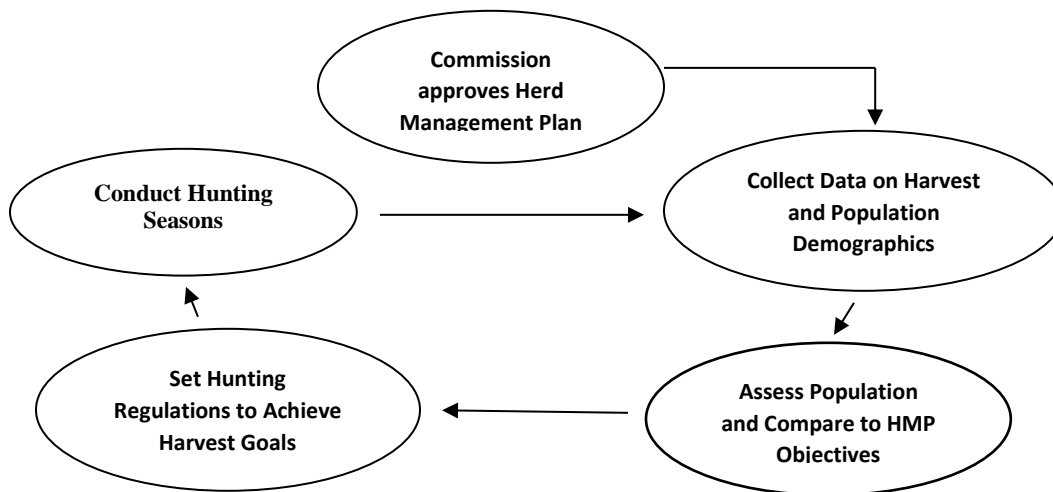 Commission
approves Herd
Management Plan
Conduct Hunting
Seasons
Collect Data on Harvest
and Population
Demographics
Set Hunting
Regulations to Achieve
Harvest Goals
Assess Population
and Compare to HMP
Objectives